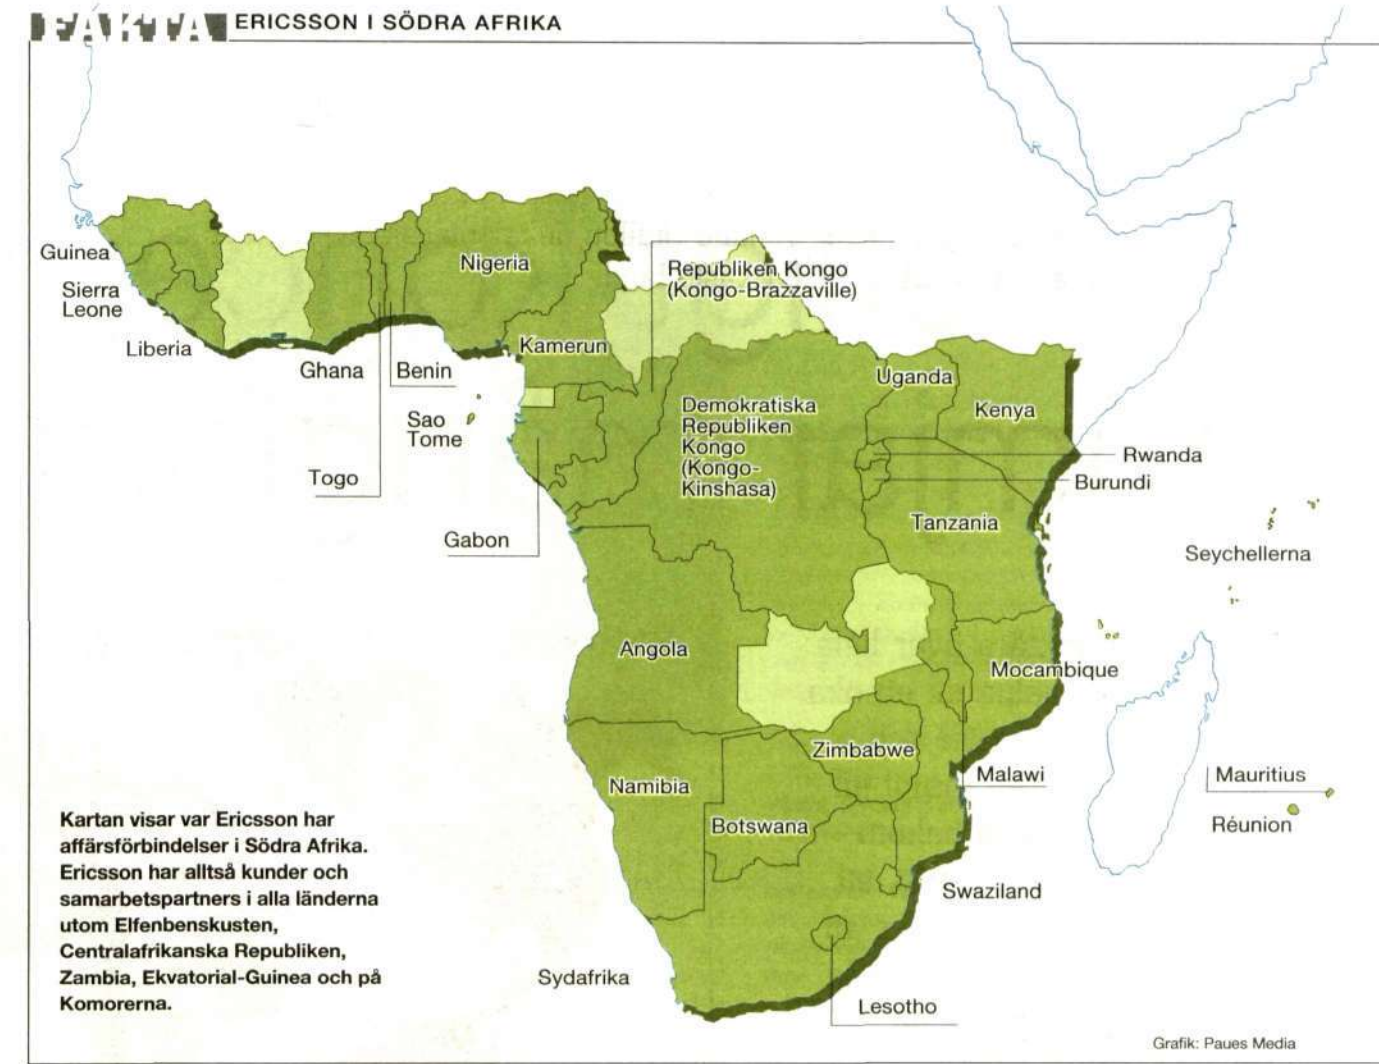 FAKTA ERICSSON I SÖDRA AFRIKA
Guinea
Sierra
Leone
Liberia
Ghana
Benin
Togo
Sao
Tome
Nigeria
Kamerun
Gabon
Republiken Kongo
(Kongo-Brazzaville)
Demokratiska
Republiken
Kongo
(Kongo-
Kinshasa)
Uganda
Kenya
Rwanda
Burundi
Tanzania
Seychellerna
Angola
Mocambique
Zimbabwe
Malawi
Namibia
Botswana
Mauritius
Réunion
Swaziland
Sydafrika
Lesotho
Kartan visar var Ericsson har
affärsförbindelser i Södra Afrika.
Ericsson har alltså kunder och
samarbetspartners i alla länderna
utom Elfenbenskusten,
Centralafrikanska Republiken,
Zambia, Ekvatorial-Guinea och på
Komorerna.
Grafik: Paues Media